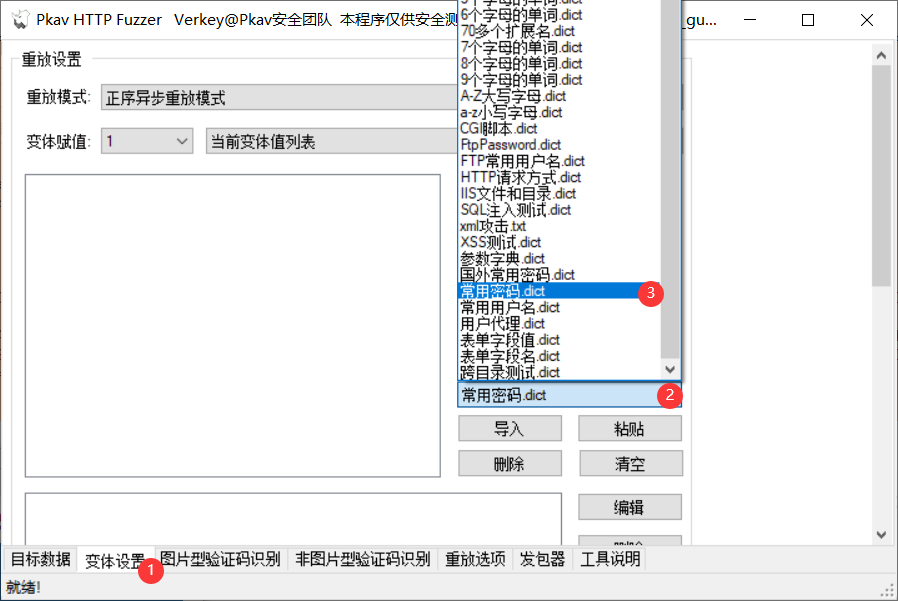 Pkav HTTP Fuzzer Verkey@Pkav安全团队 本程序仅供安全测
_gu...
重放设置
重放模式:
正序异步重放模式
变体赋值:
1
当前变体值列表
6个字母的单词.dict
70多个扩展名.dict
7个字母的单词.dict
8个字母的单词.dict
9个字母的单词.dict
A-Z大写字母.dict
a-z小写字母.dict
CGI脚本.dict
FtpPassword.dict
FTP常用用户名.dict
HTTP请求方式.dict
IIS文件和目录.dict
SQL注入测试.dict
xml攻击.txt
XSS测试.dict
参数字典.dict
国外常用密码.dict
常用密码.dict
3
常用用户名.dict
用户代理.dict
表单字段值.dict
表单字段名.dict
跨目录测试.dict
常用密码.dict
2
导入
粘贴
删除
清空
编辑
目标数据
变体设置
1
图片型验证码识别
非图片型验证码识别
重放选项
发包器
工具说明
就绪!